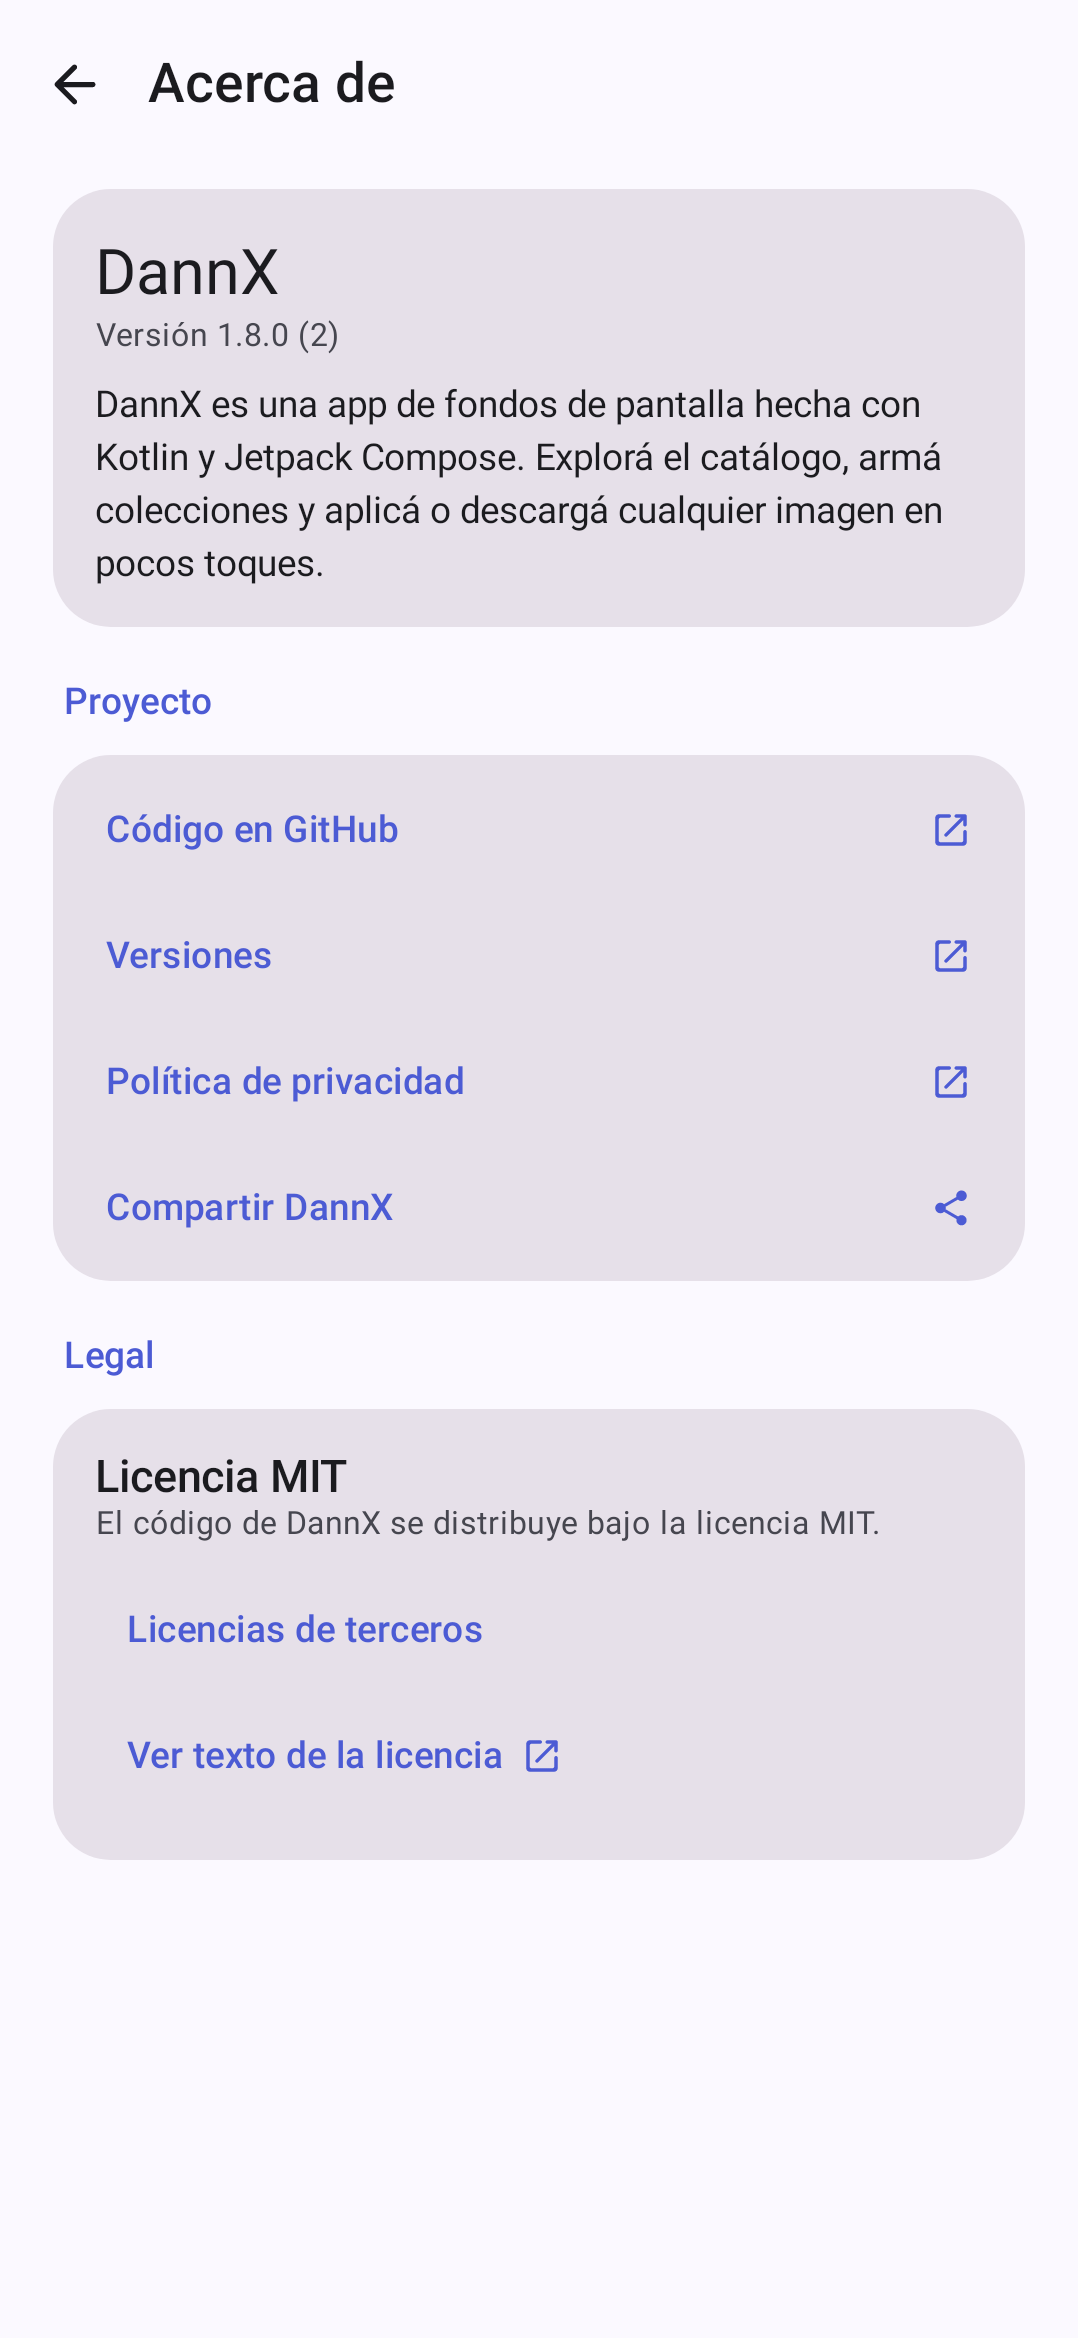 Acerca de
DannX
Versión 1.8.0 (2)
DannX es una app de fondos de pantalla hecha con
Kotlin y Jetpack Compose. Explorá el catálogo, armá
colecciones y aplicá o descargá cualquier imagen en
pocos toques.
Proyecto
Código en GitHub
Versiones
Política de privacidad
Compartir DannX
Legal
Licencia MIT
El código de DannX se distribuye bajo la licencia MIT.
Licencias de terceros
Ver texto de la licencia